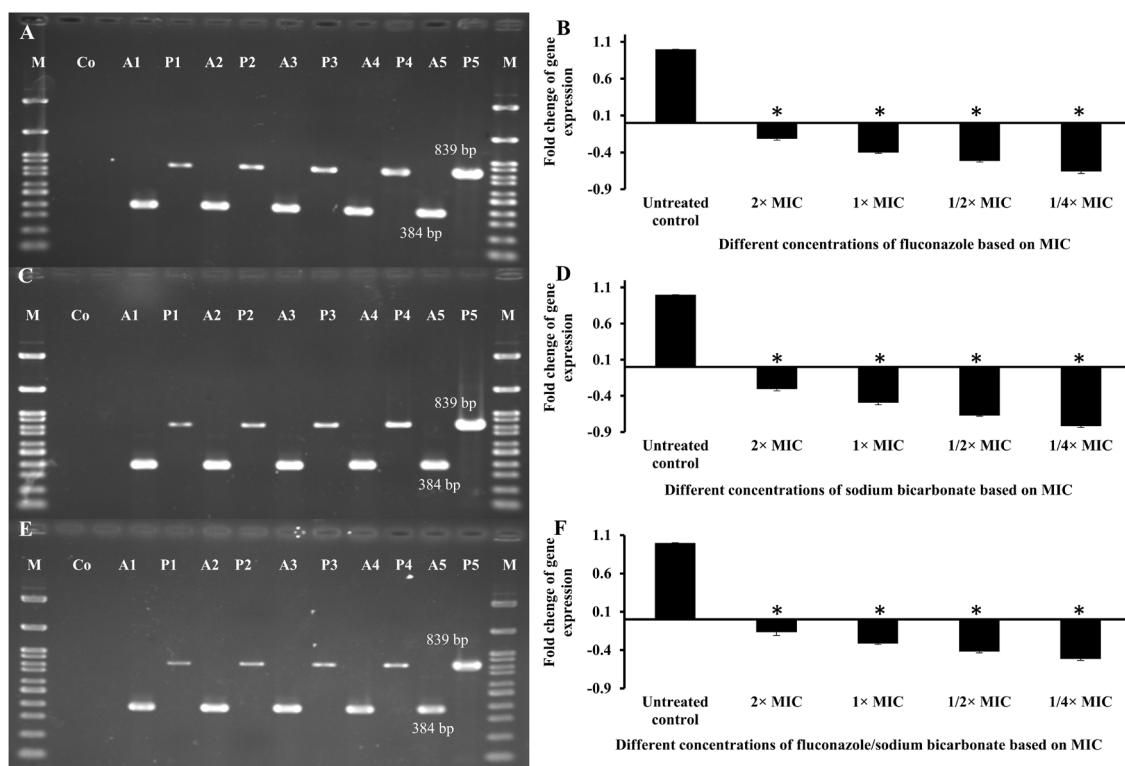 A
M Co A1 P1 A2 P2 A3 P3 A4 P4 A5 P5 M
839 bp
384 bp
B
Fold chenge of gene
expression
1.1
0.6
0.1
-0.4
-0.9
* * * *
Untreated
control
2× MIC 1× MIC 1/2× MIC 1/4× MIC
Different concentrations of fluconazole based on MIC
C
M Co A1 P1 A2 P2 A3 P3 A4 P4 A5 P5 M
839 bp
384 bp
D
Fold change of gene
expression
1.1
0.6
0.1
-0.4
-0.9
* * * *
Untreated
control
2× MIC 1× MIC 1/2× MIC 1/4× MIC
Different concentrations of sodium bicarbonate based on MIC
E
M Co A1 P1 A2 P2 A3 P3 A4 P4 A5 P5 M
839 bp
384 bp
F
Fold chenge of gene
expression
1.1
0.6
0.1
-0.4
-0.9
* * * *
Untreated
control
2× MIC 1× MIC 1/2× MIC 1/4× MIC
Different concentrations of fluconazole/sodium bicarbonate based on MIC